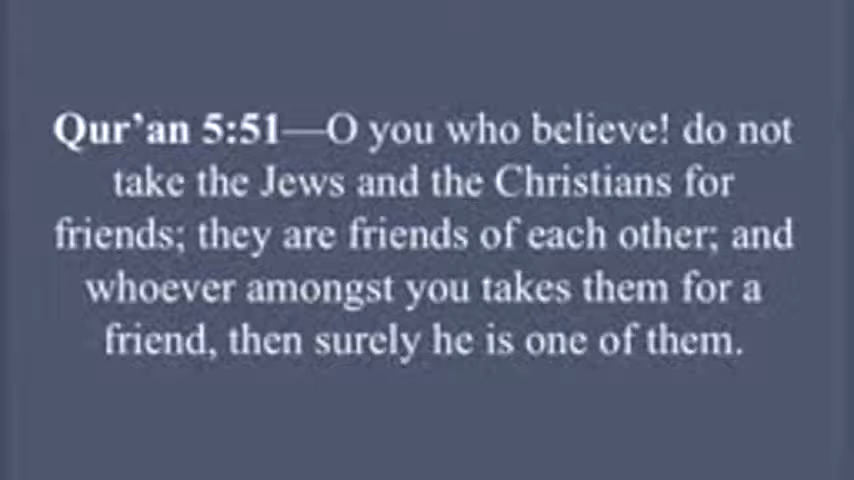 Qur’an 5:51—O you who believe! do not
take the Jews and the Christians for
friends; they are friends of each other; and
whoever amongst you takes them for a
friend, then surely he is one of them.